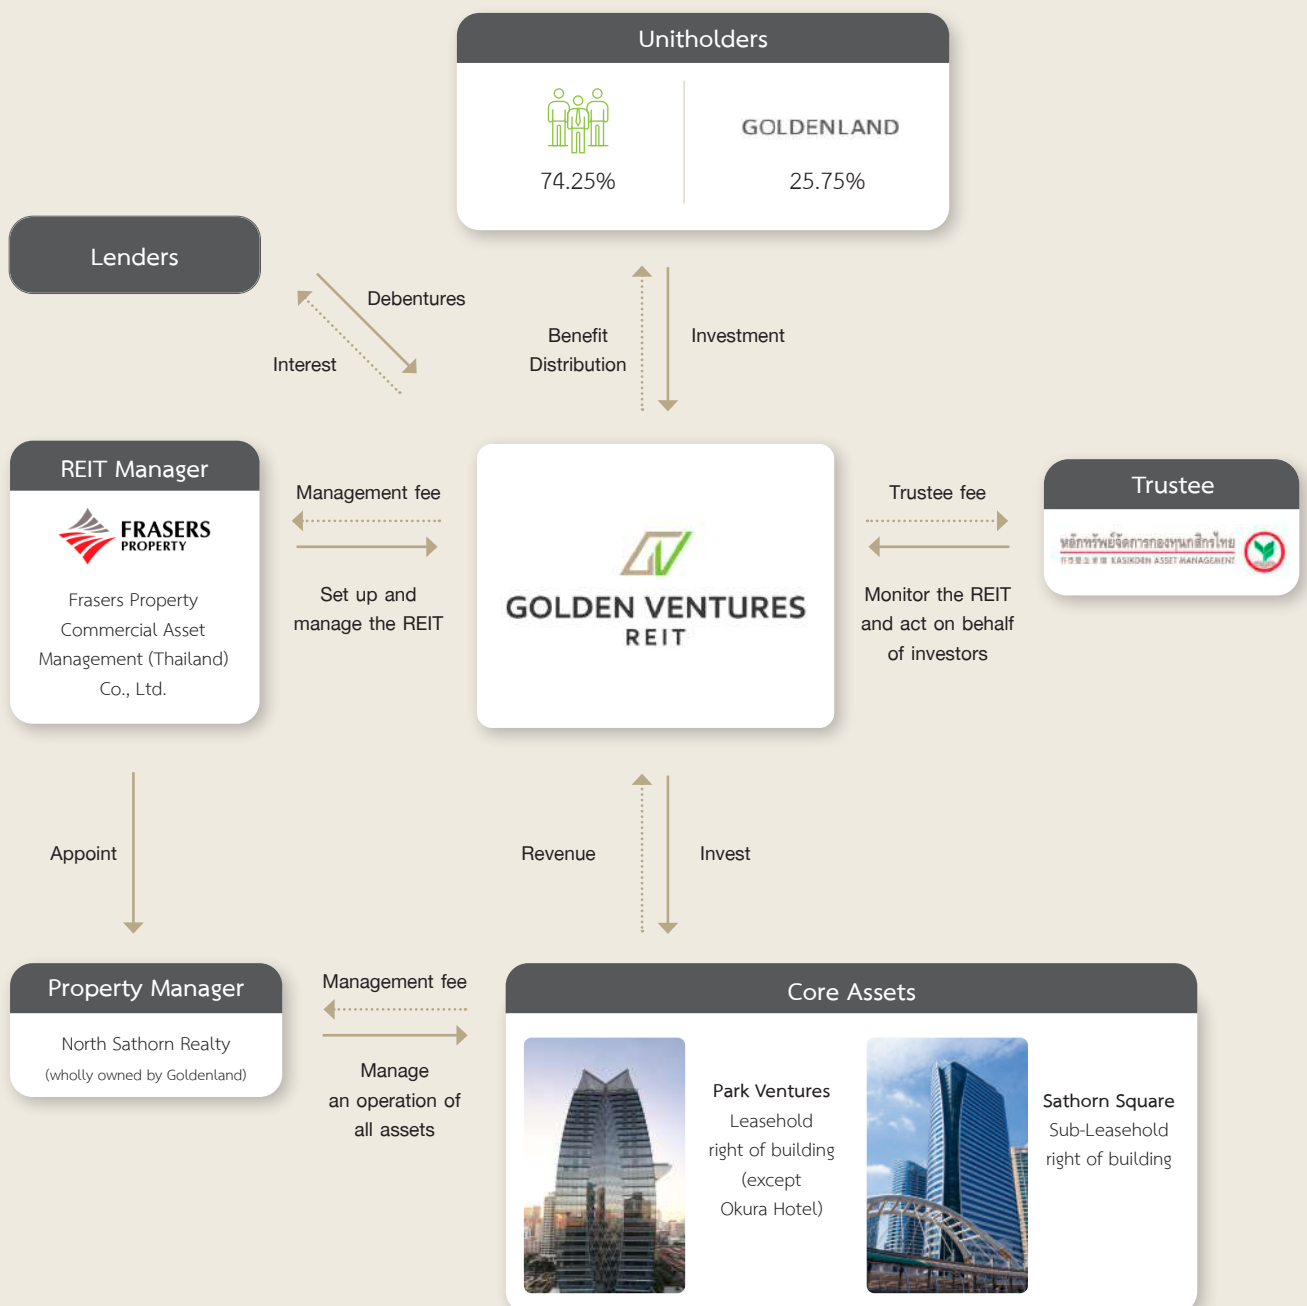 Unitholders
GOLDENLAND
74.25%
25.75%
Lenders
Debentures
Interest
Benefit
Distribution
Investment
REIT Manager
FRASERS
PROPERTY
Frasers Property
Commercial Asset
Management (Thailand)
Co., Ltd.
Management fee
Set up and
manage the REIT
GOLDEN VENTURES
REIT
Trustee fee
Monitor the REIT
and act on behalf
of investors
Trustee
หลักทรัพย์จัดการกองทุนกสิกรไทย
KASIKORN ASSET MANAGEMENT
Appoint
Revenue
Invest
Property Manager
North Sathorn Realty
(wholly owned by Goldenland)
Management fee
Manage
an operation of
all assets
Core Assets
Park Ventures
Leasehold
right of building
(except
Okura Hotel)
Sathorn Square
Sub-Leasehold
right of building